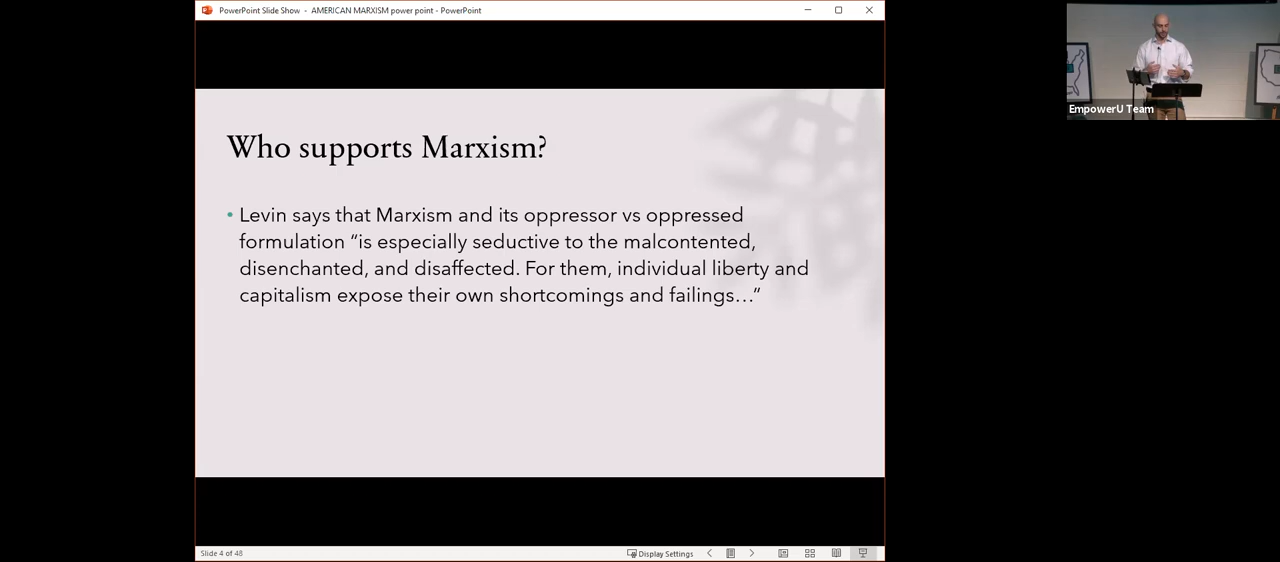 PowerPoint Slide Show - AMERICAN MARXISM power point - PowerPoint
EmpowerU Team
Who supports Marxism?
• Levin says that Marxism and its oppressor vs oppressed
formulation “is especially seductive to the malcontented,
disenchanted, and disaffected. For them, individual liberty and
capitalism expose their own shortcomings and failings…”
Slide 4 of 48
Display Settings